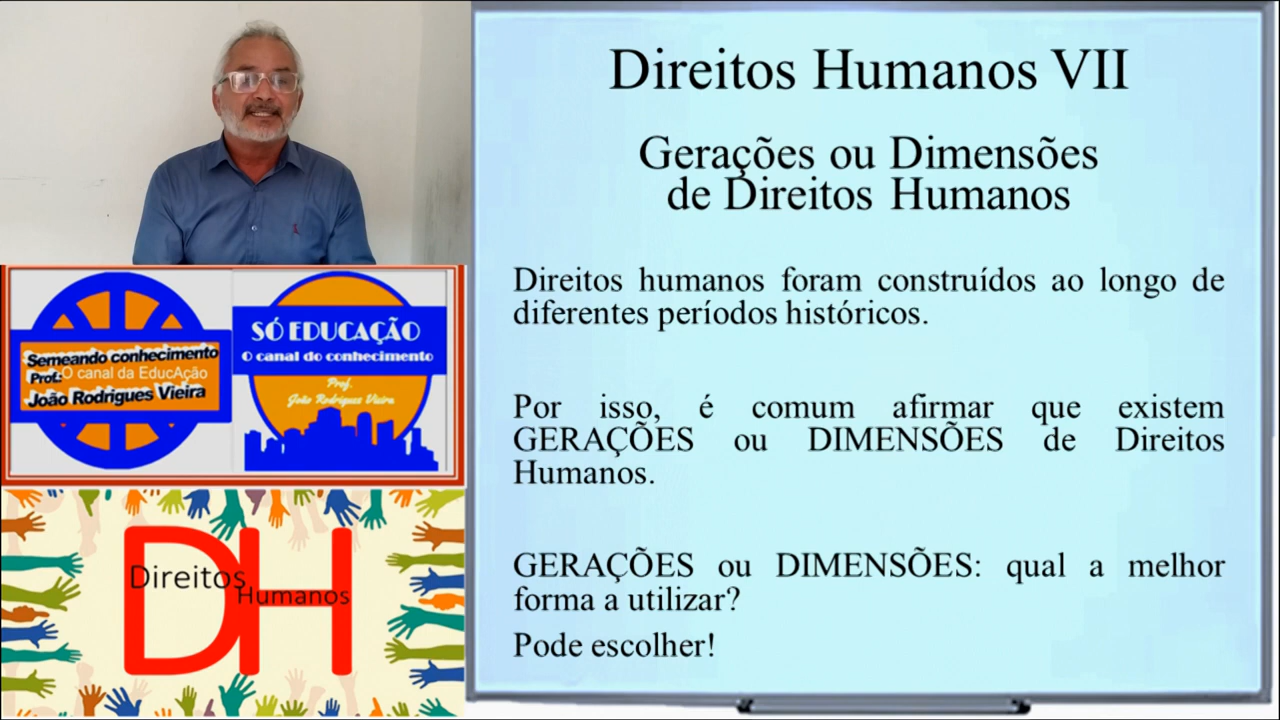 Direitos Humanos VII
Gerações ou Dimensões
de Direitos Humanos
Direitos humanos foram construídos ao longo de
diferentes períodos históricos.
Por isso, é comum afirmar que existem
GERAÇÕES ou DIMENSÕES de Direitos
Humanos.
GERAÇÕES ou DIMENSÕES: qual a melhor
forma a utilizar?
Pode escolher!
Semeando conhecimento
Prof.: O canal da EducAção
João Rodrigues Vieira
SÓ EDUCAÇÃO
O canal do conhecimento
Prof.
João Rodrigues Vieira
DH
Direitos
Humanos